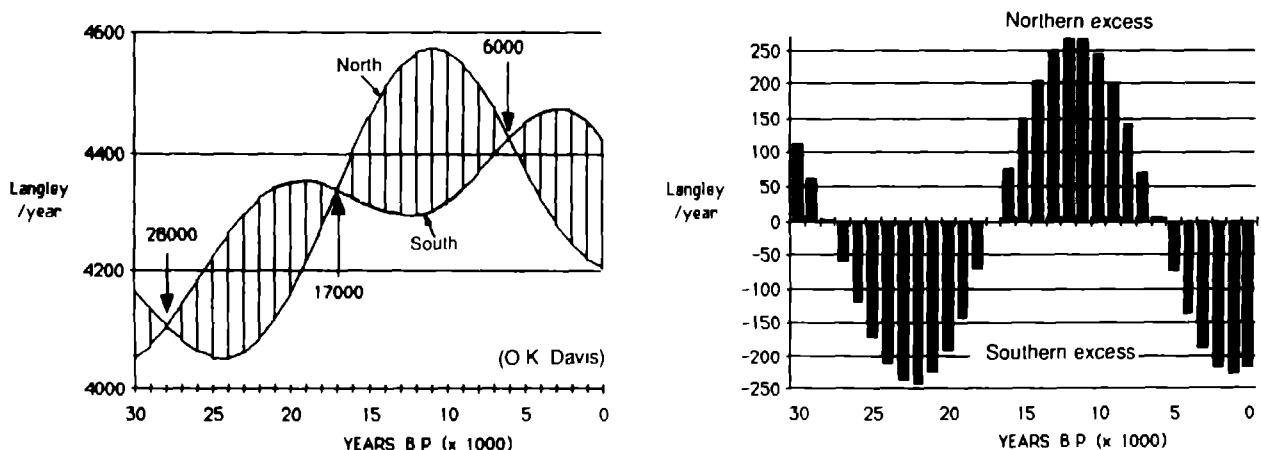 4600
4400
4200
4000
Langley
/year
North
South
28000
17000
6000
(O K Davis)
30 25 20 15 10 5 0
YEARS B P (x 1000)
Northern excess
250
200
150
100
50
0
-50
-100
-150
-200
-250
Langley
/year
Southern excess
30 25 20 15 10 5 0
YEARS B P (x 1000)